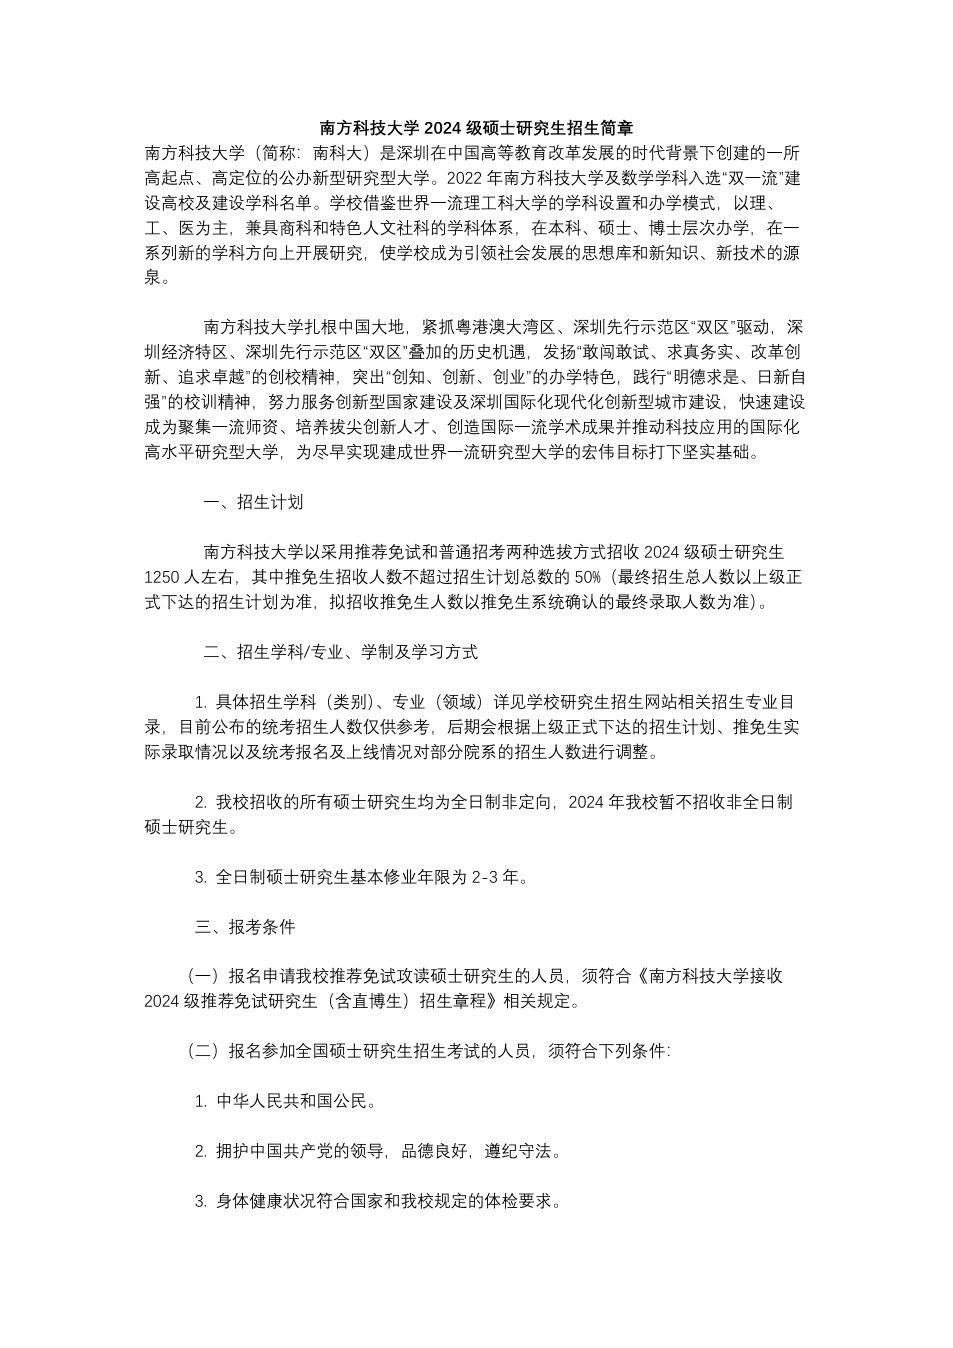 南方科技大学 2024 级硕士研究生招生简章
南方科技大学（简称：南科大）是深圳在中国高等教育改革发展的时代背景下创建的一所
高起点、高定位的公办新型研究型大学。2022 年南方科技大学及数学学科入选“双一流”建
设高校及建设学科名单。学校借鉴世界一流理工科大学的学科设置和办学模式，以理、
工、医为主，兼具商科和特色人文社科的学科体系，在本科、硕士、博士层次办学，在一
系列新的学科方向上开展研究，使学校成为引领社会发展的思想库和新知识、新技术的源
泉。
南方科技大学扎根中国大地，紧抓粤港澳大湾区、深圳先行示范区“双区”驱动，深
圳经济特区、深圳先行示范区“双区”叠加的历史机遇，发扬“敢闯敢试、求真务实、改革创
新、追求卓越”的创校精神，突出“创知、创新、创业”的办学特色，践行“明德求是、日新自
强”的校训精神，努力服务创新型国家建设及深圳国际化现代化创新型城市建设，快速建设
成为聚集一流师资、培养拔尖创新人才、创造国际一流学术成果并推动科技应用的国际化
高水平研究型大学，为尽早实现建成世界一流研究型大学的宏伟目标打下坚实基础。
一、招生计划
南方科技大学以采用推荐免试和普通招考两种选拔方式招收 2024 级硕士研究生
1250 人左右，其中推免生招收人数不超过招生计划总数的 50%（最终招生总人数以上级正
式下达的招生计划为准，拟招收推免生人数以推免生系统确认的最终录取人数为准）。
二、招生学科/专业、学制及学习方式
1. 具体招生学科（类别）、专业（领域）详见学校研究生招生网站相关招生专业目
录，目前公布的统考招生人数仅供参考，后期会根据上级正式下达的招生计划、推免生实
际录取情况以及统考报名及上线情况对部分院系的招生人数进行调整。
2. 我校招收的所有硕士研究生均为全日制非定向，2024 年我校暂不招收非全日制
硕士研究生。
3. 全日制硕士研究生基本修业年限为 2-3 年。
三、报考条件
（一）报名申请我校推荐免试攻读硕士研究生的人员，须符合《南方科技大学接收
2024 级推荐免试研究生（含直博生）招生章程》相关规定。
（二）报名参加全国硕士研究生招生考试的人员，须符合下列条件：
1. 中华人民共和国公民。
2. 拥护中国共产党的领导，品德良好，遵纪守法。
3. 身体健康状况符合国家和我校规定的体检要求。